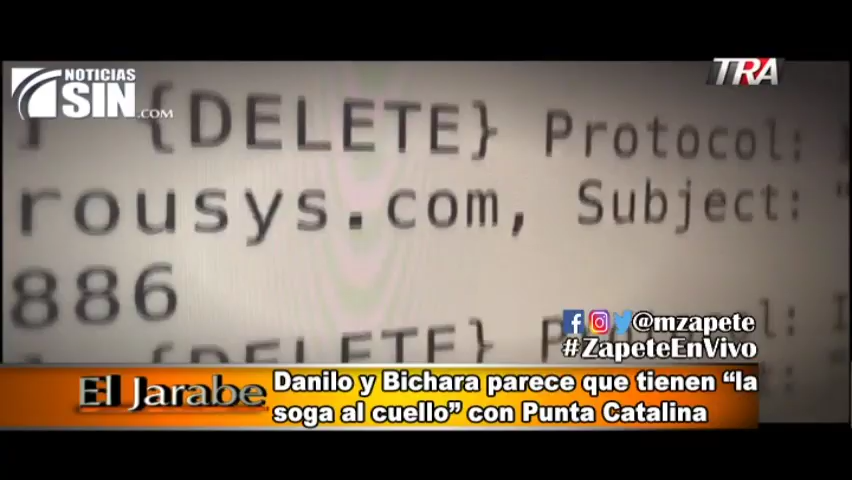 NOTICIAS
SIN.COM
TRA
{DELETE} Protocol:
rousys.com, Subject: "
886
@mzapete
#ZapeteEnVivo
El Jarabe
Danilo y Bichara parece que tienen “la
soga al cuello” con Punta Catalina